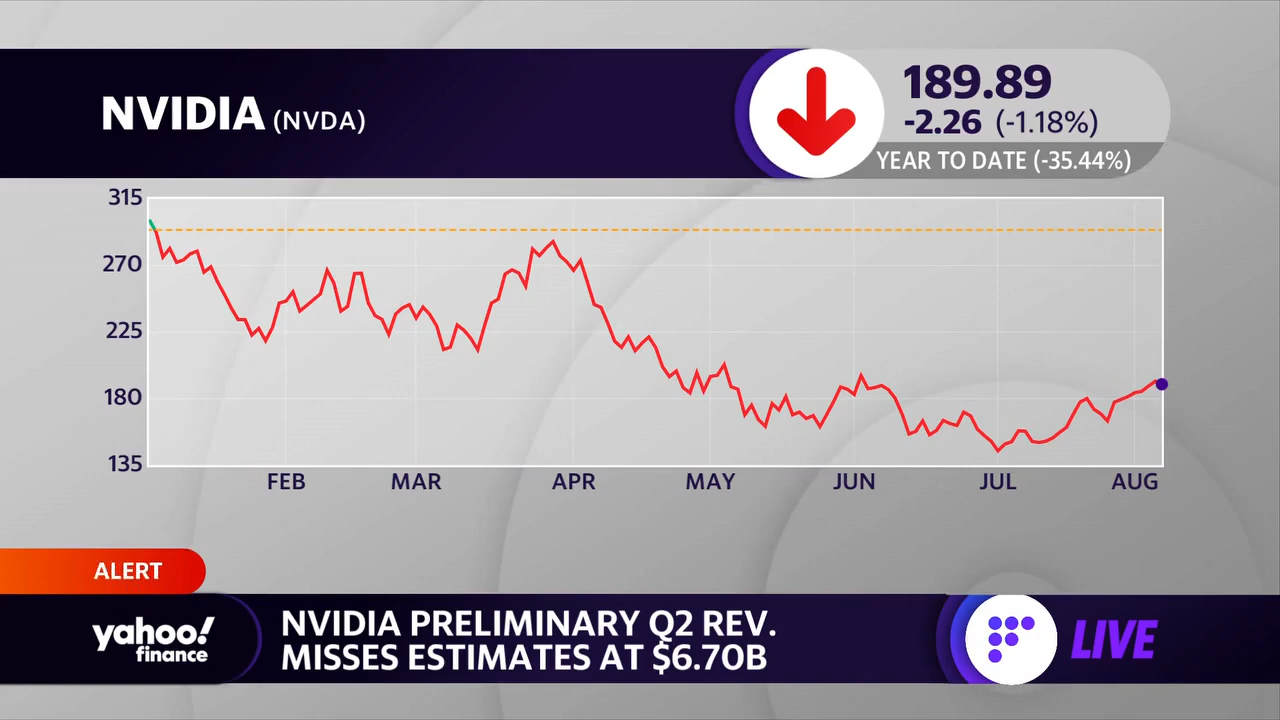 NVIDIA (NVDA)
189.89
-2.26 (-1.18%)
YEAR TO DATE (-35.44%)
315
270
225
180
135
FEB MAR APR MAY JUN JUL AUG
ALERT
yahoo!
finance
NVIDIA PRELIMINARY Q2 REV.
MISSES ESTIMATES AT $6.70B
LIVE